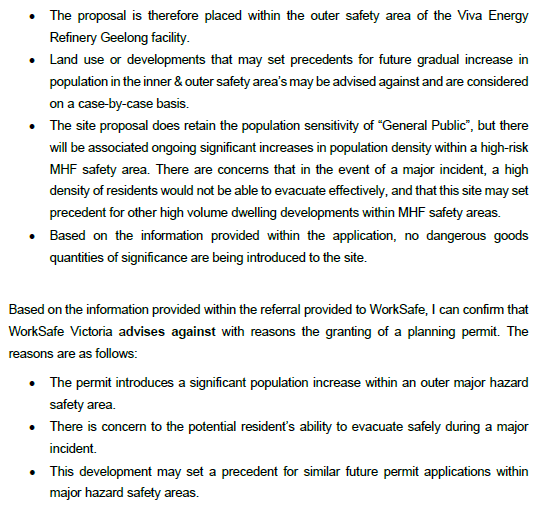 • The proposal is therefore placed within the outer safety area of the Viva Energy
Refinery Geelong facility.
• Land use or developments that may set precedents for future gradual increase in
population in the inner & outer safety area's may be advised against and are considered
on a case-by-case basis.
• The site proposal does retain the population sensitivity of “General Public”, but there
will be associated ongoing significant increases in population density within a high-risk
MHF safety area. There are concerns that in the event of a major incident, a high
density of residents would not be able to evacuate effectively, and that this site may set
precedent for other high volume dwelling developments within MHF safety areas.
• Based on the information provided within the application, no dangerous goods
quantities of significance are being introduced to the site.
Based on the information provided within the referral provided to WorkSafe, I can confirm that
WorkSafe Victoria advises against with reasons the granting of a planning permit. The
reasons are as follows:
• The permit introduces a significant population increase within an outer major hazard
safety area.
• There is concern to the potential resident's ability to evacuate safely during a major
incident.
• This development may set a precedent for similar future permit applications within
major hazard safety areas.